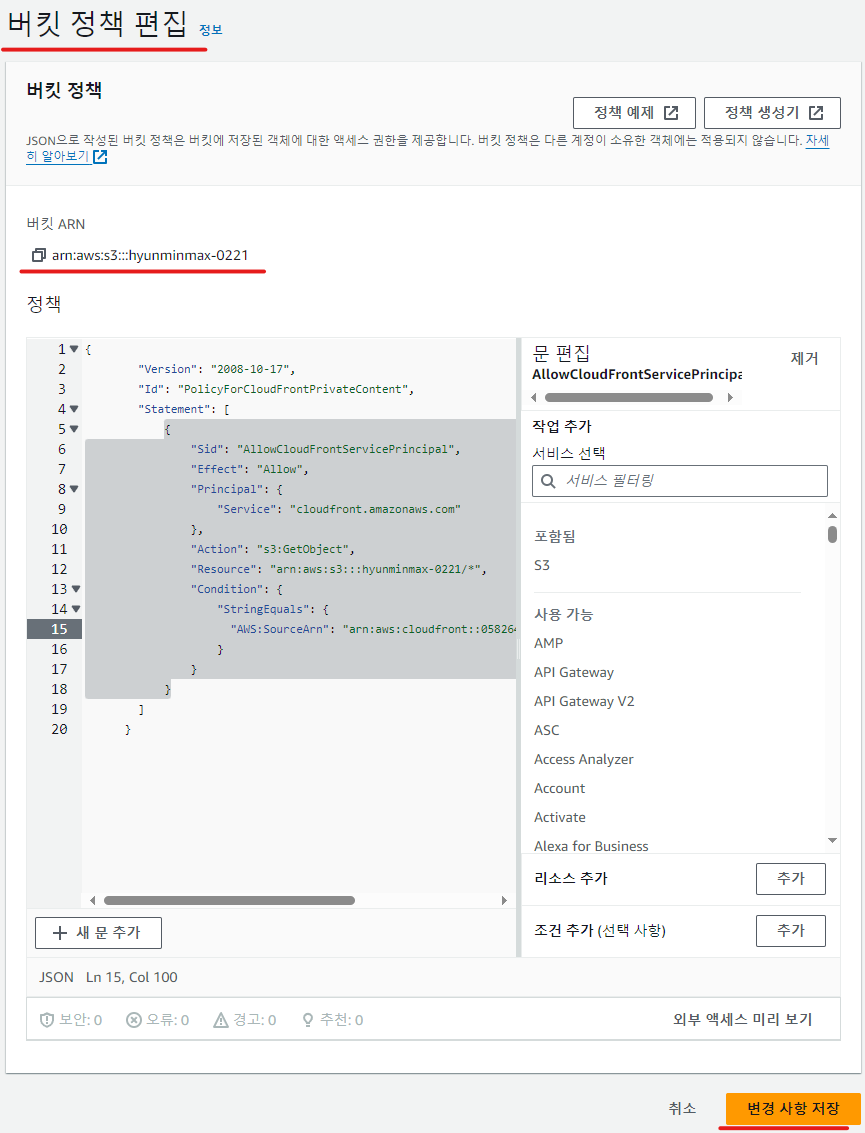 버킷 정책 편집 정보
버킷 정책
정책 예제
정책 생성기
JSON으로 작성된 버킷 정책은 버킷에 저장된 객체에 대한 액세스 권한을 제공합니다. 버킷 정책은 다른 계정이 소유한 객체에는 적용되지 않습니다. 자세
히 알아보기
버킷 ARN
arn:aws:s3:::hyunminmax-0221
정책
1 {
2 "Version": "2008-10-17",
3 "Id": "PolicyForCloudFrontPrivateContent",
4 "Statement": [
5 {
6 "Sid": "AllowCloudFrontServicePrincipal",
7 "Effect": "Allow",
8 "Principal": {
9 "Service": "cloudfront.amazonaws.com"
10 },
11 "Action": "s3:GetObject",
12 "Resource": "arn:aws:s3:::hyunminmax-0221/*",
13 "Condition": {
14 "StringEquals": {
15 "AWS:SourceArn": "arn:aws:cloudfront::058264
16 }
17 }
18 }
19 ]
20 }
문 편집
제거
AllowCloudFrontServicePrincipa
작업 추가
서비스 선택
서비스 필터링
포함됨
S3
사용 가능
AMP
API Gateway
API Gateway V2
ASC
Access Analyzer
Account
Activate
Alexa for Business
리소스 추가
추가
조건 추가 (선택 사항)
추가
새 문 추가
JSON Ln 15, Col 100
보안: 0 오류: 0 경고: 0 추천: 0
외부 액세스 미리 보기
취소
변경 사항 저장